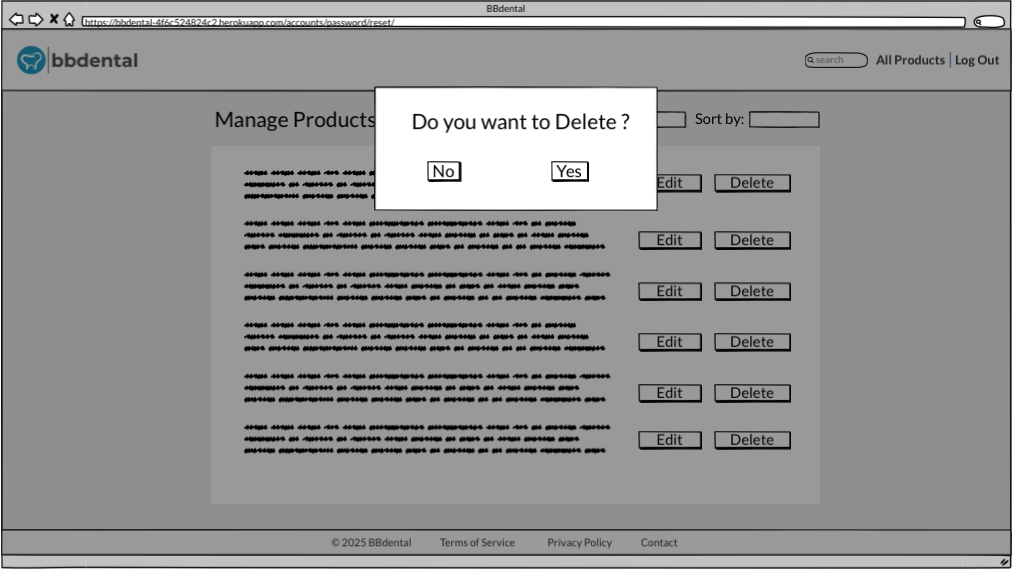 BBdental
https://bbdental-4f6c524824c2.herokuapp.com/accounts/password/reset/
bbdental
search
All Products
Log Out
Manage Products
Do you want to Delete ?
Sort by:
No
Yes
Edit
Delete
Edit
Delete
Edit
Delete
Edit
Delete
Edit
Delete
Edit
Delete
© 2025 BBdental
Terms of Service
Privacy Policy
Contact